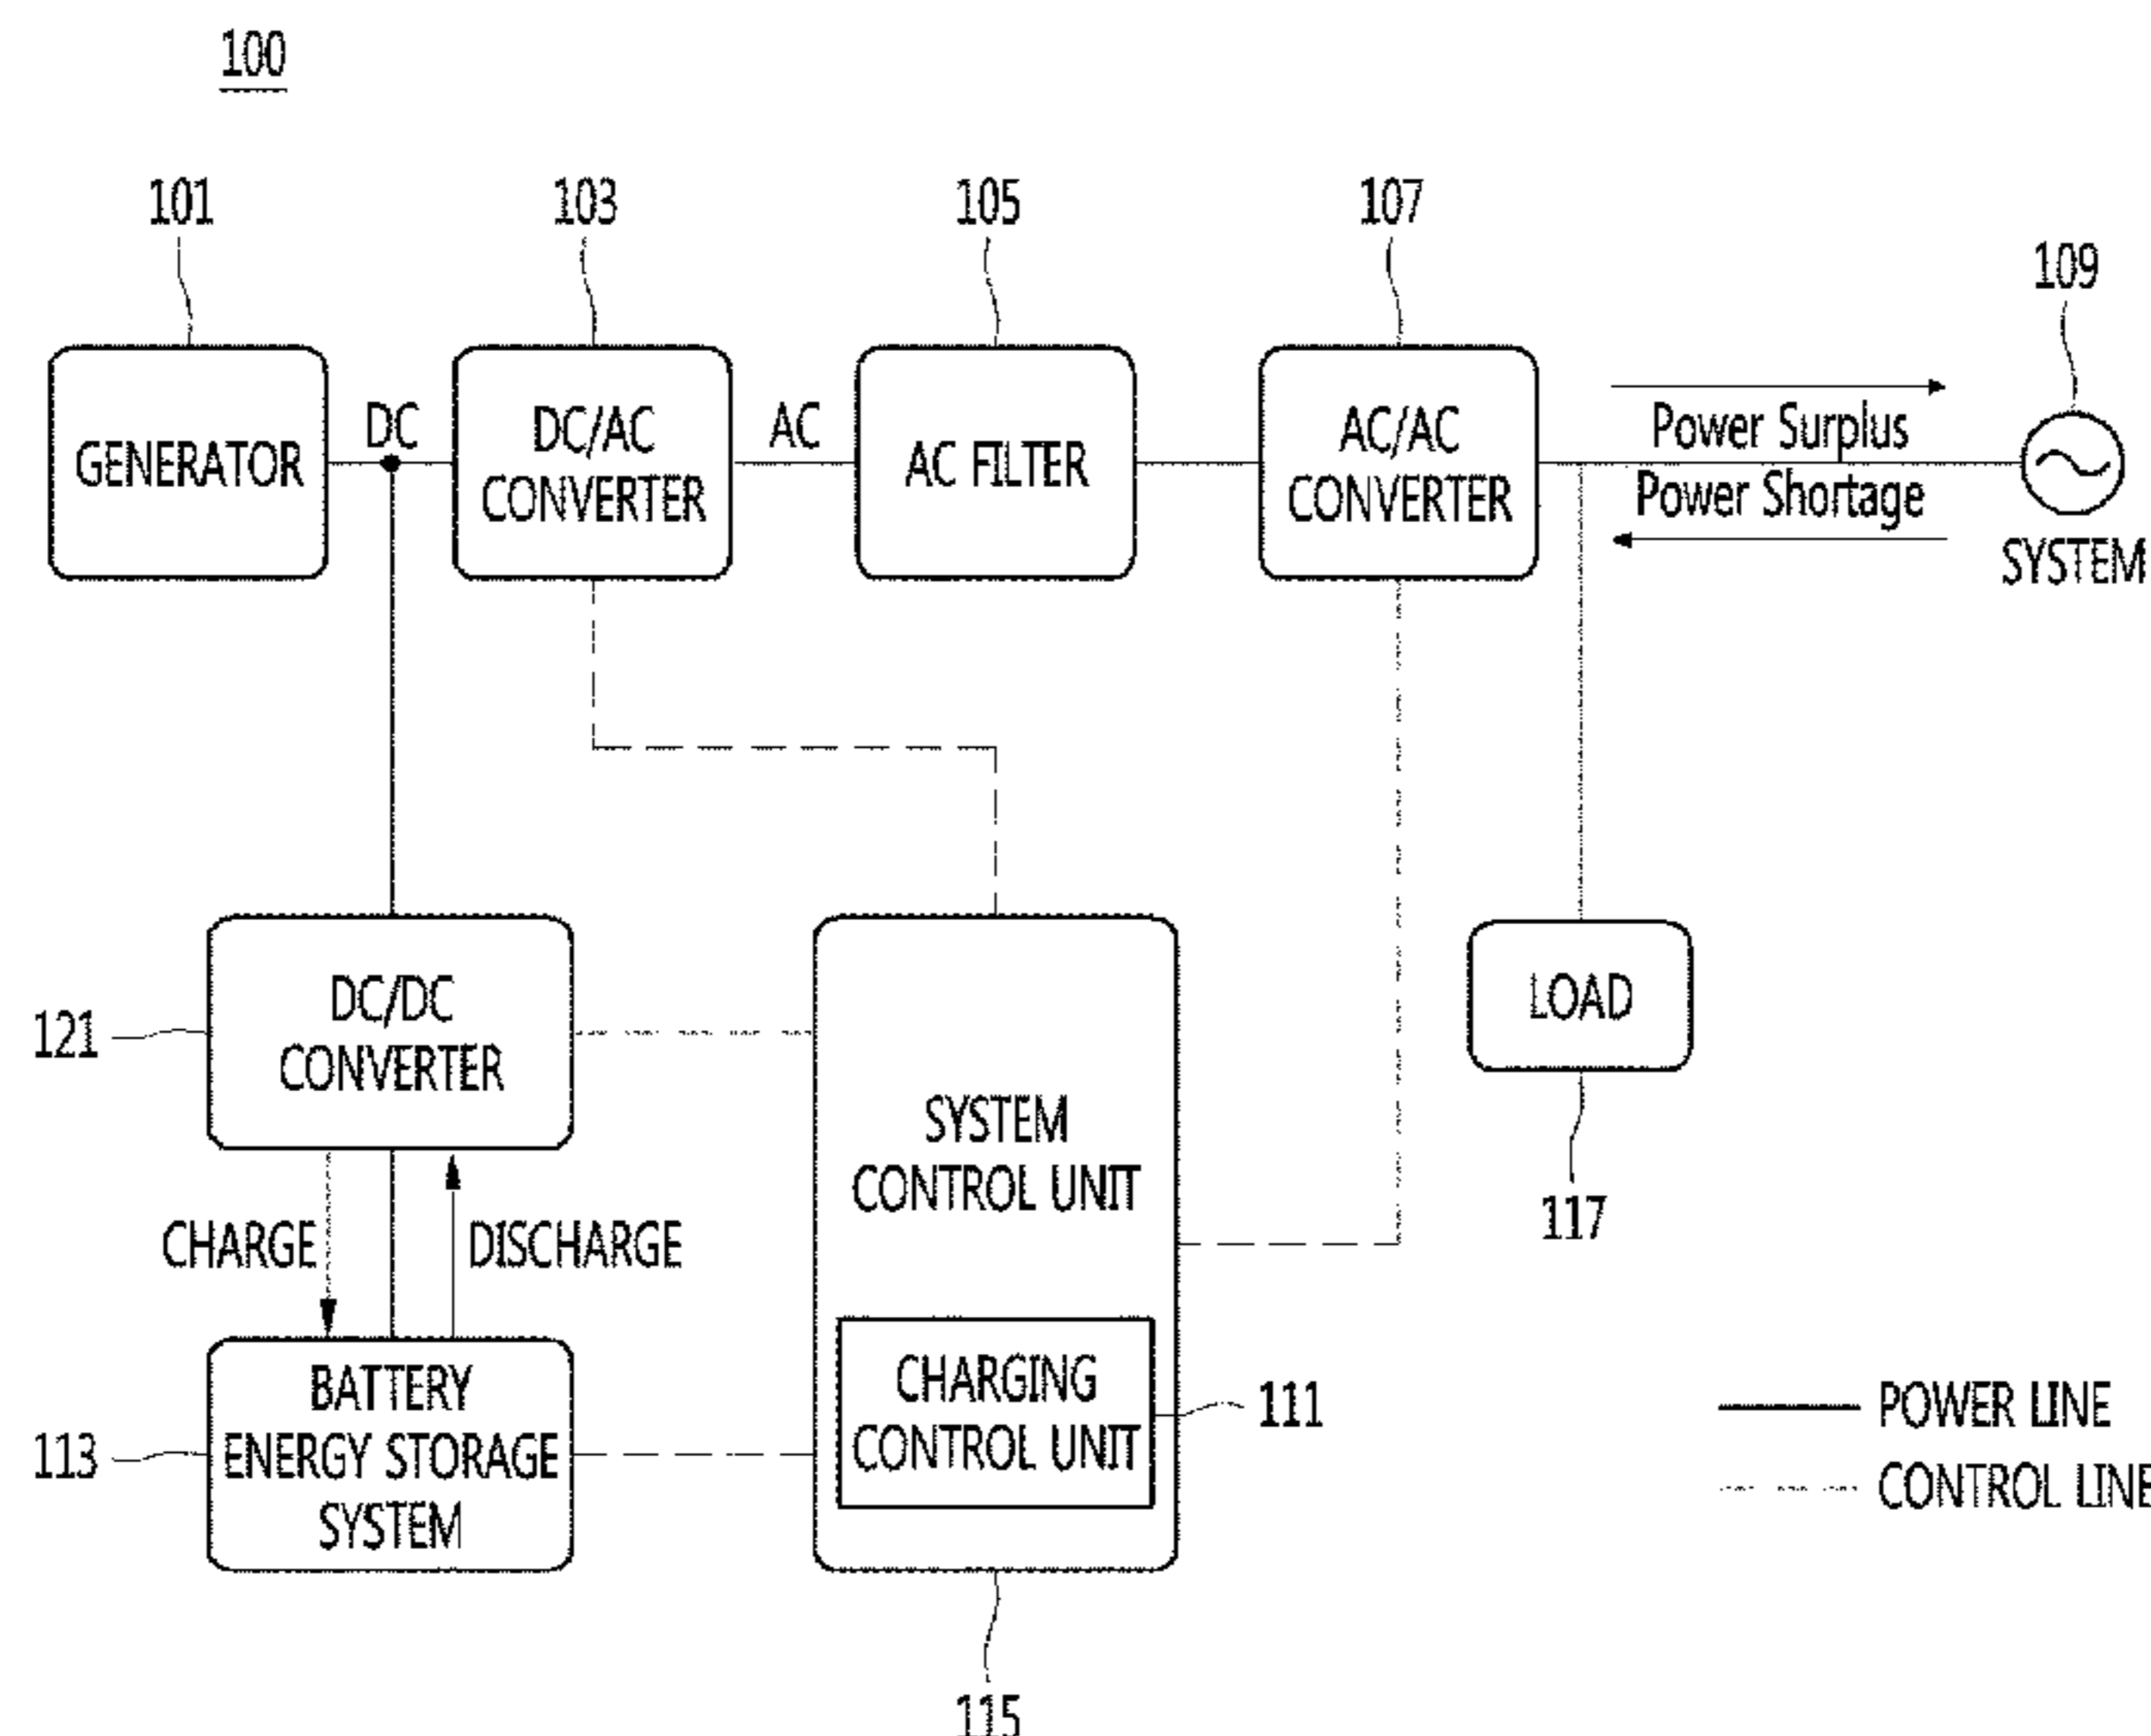 100
101
103
105
107
109
GENERATOR
DC
DC/AC
CONVERTER
AC
AC FILTER
AC/AC
CONVERTER
Power Surplus
Power Shortage
SYSTEM
121
DC/DC
CONVERTER
SYSTEM
CONTROL UNIT
LOAD
117
CHARGE
DISCHARGE
113
BATTERY
ENERGY STORAGE
SYSTEM
CHARGING
CONTROL UNIT
111
POWER LINE
CONTROL LINE
115